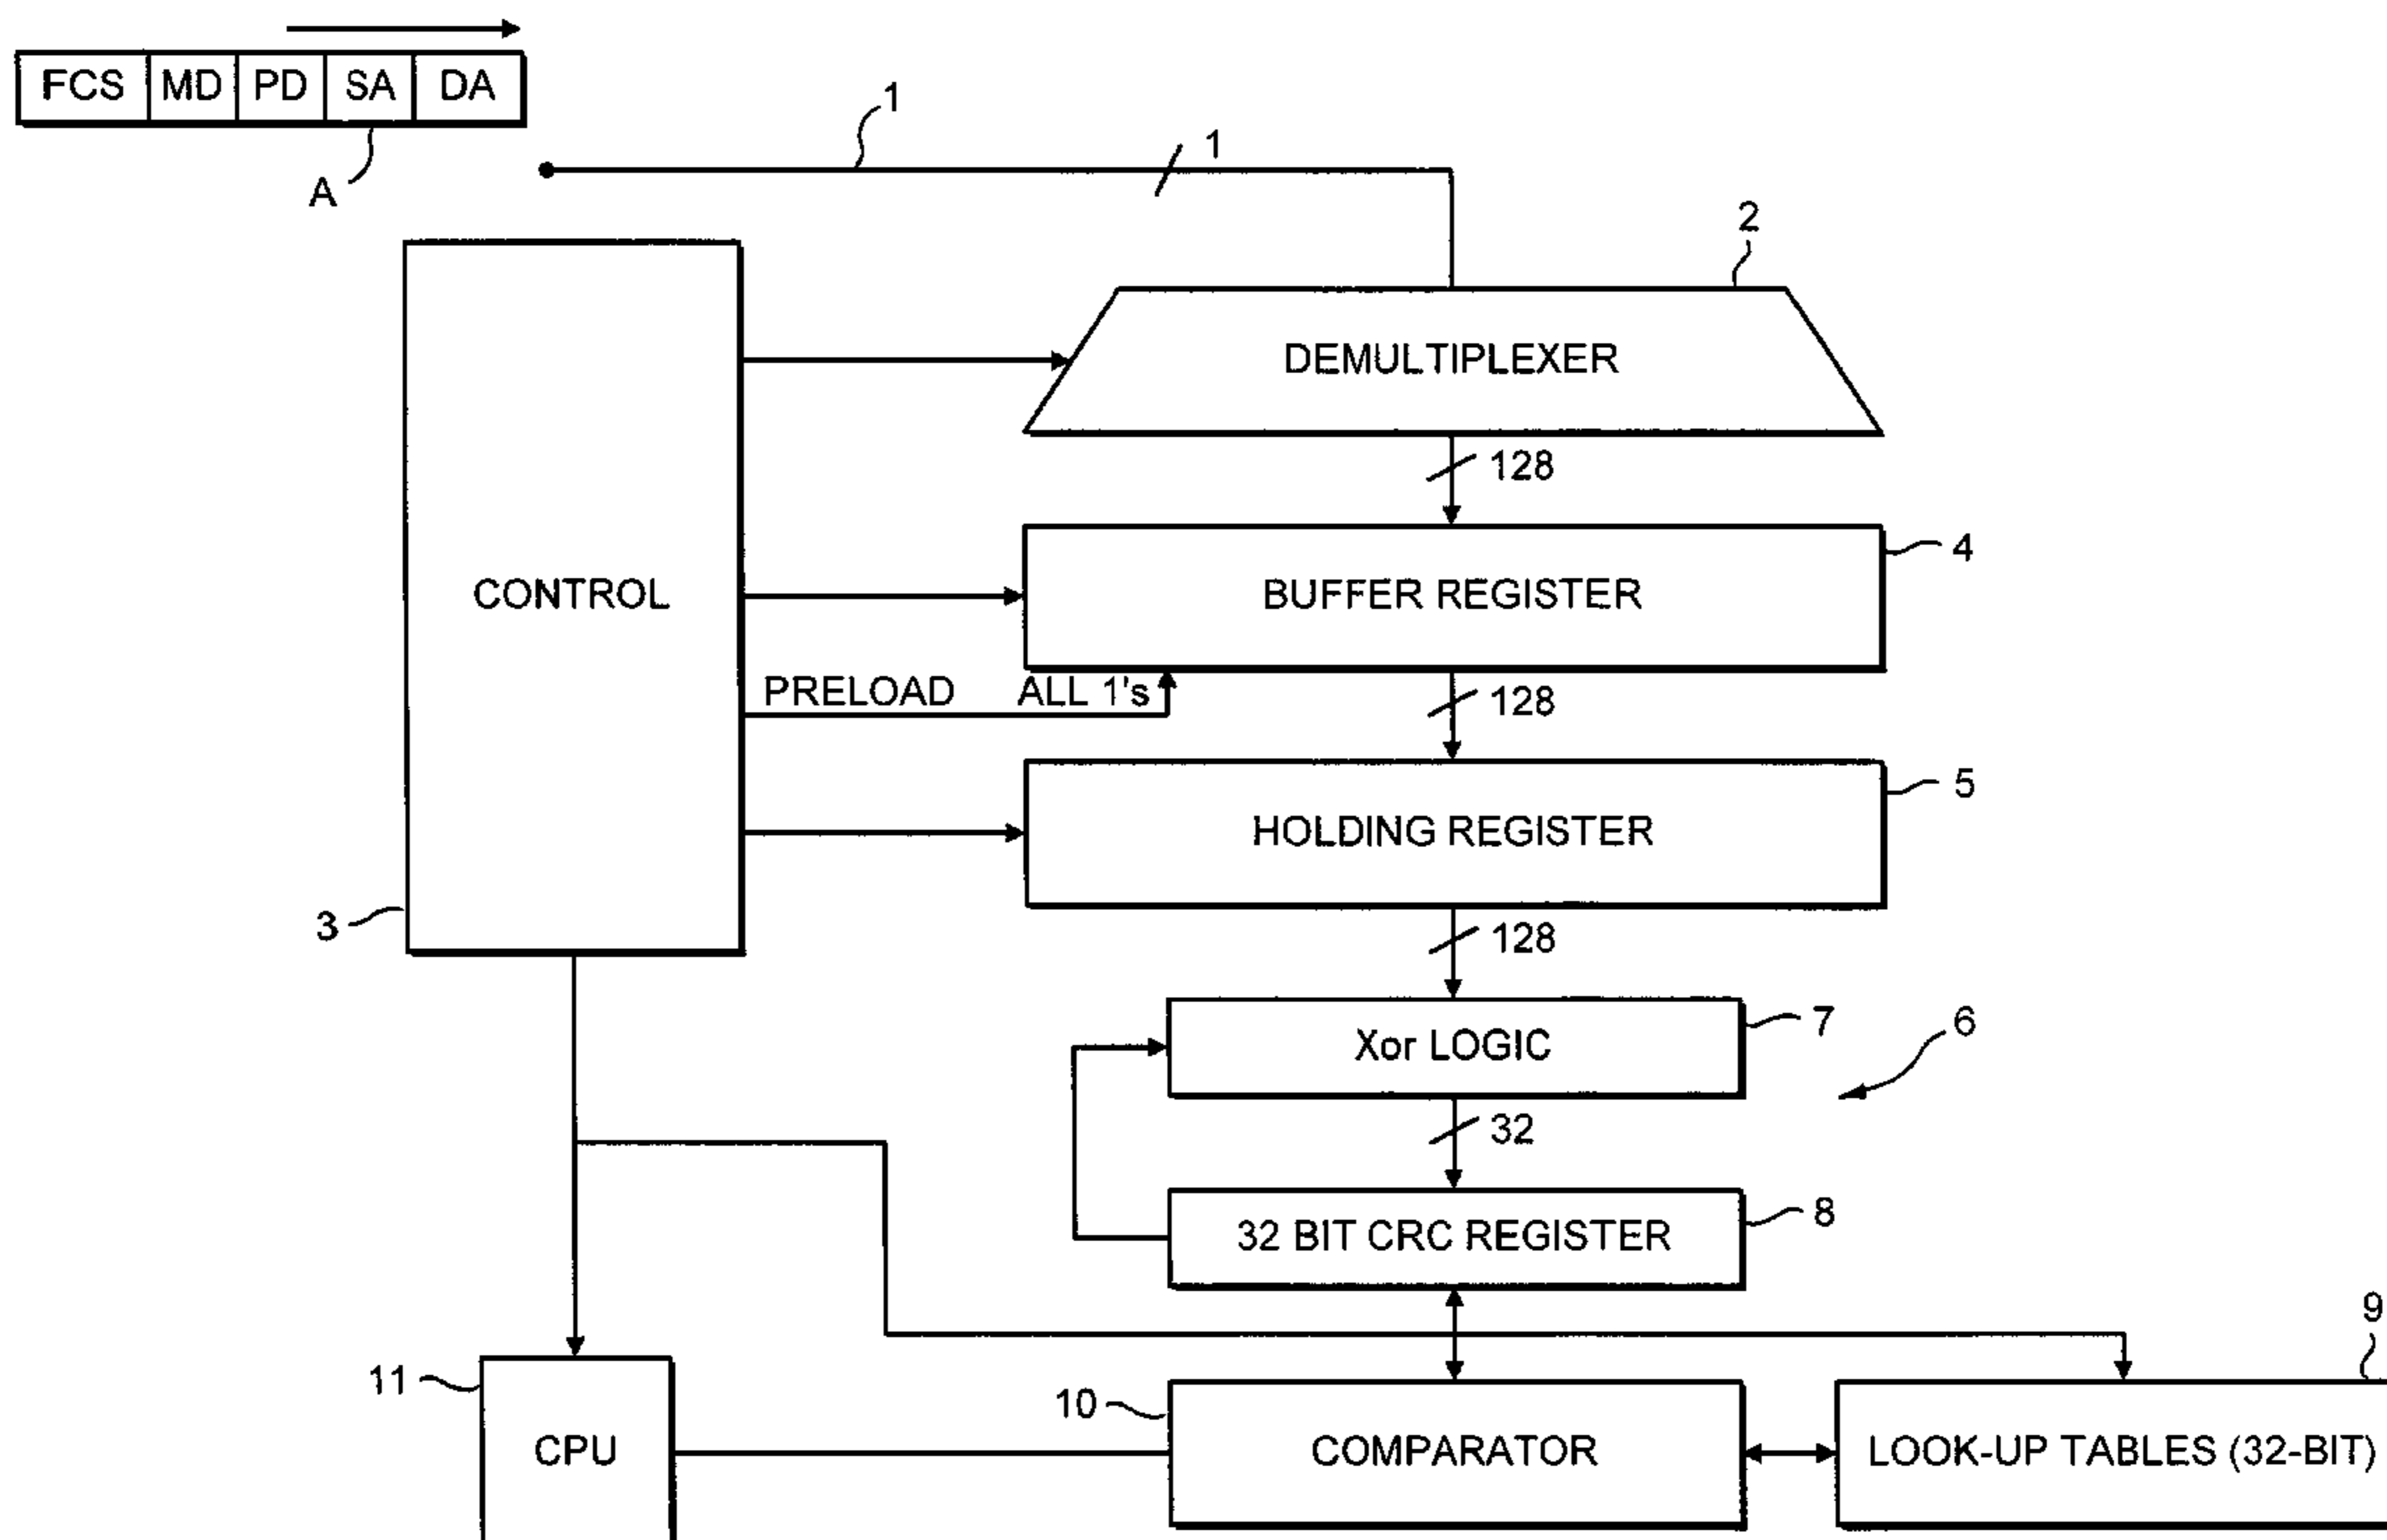 FCS MD PD SA DA
A
1
1
2
DEMULTIPLEXER
128
4
BUFFER REGISTER
CONTROL
PRELOAD ALL 1's
128
5
HOLDING REGISTER
3
128
7
6
Xor LOGIC
32
8
32 BIT CRC REGISTER
9
11
10
CPU
COMPARATOR
LOOK-UP TABLES (32-BIT)